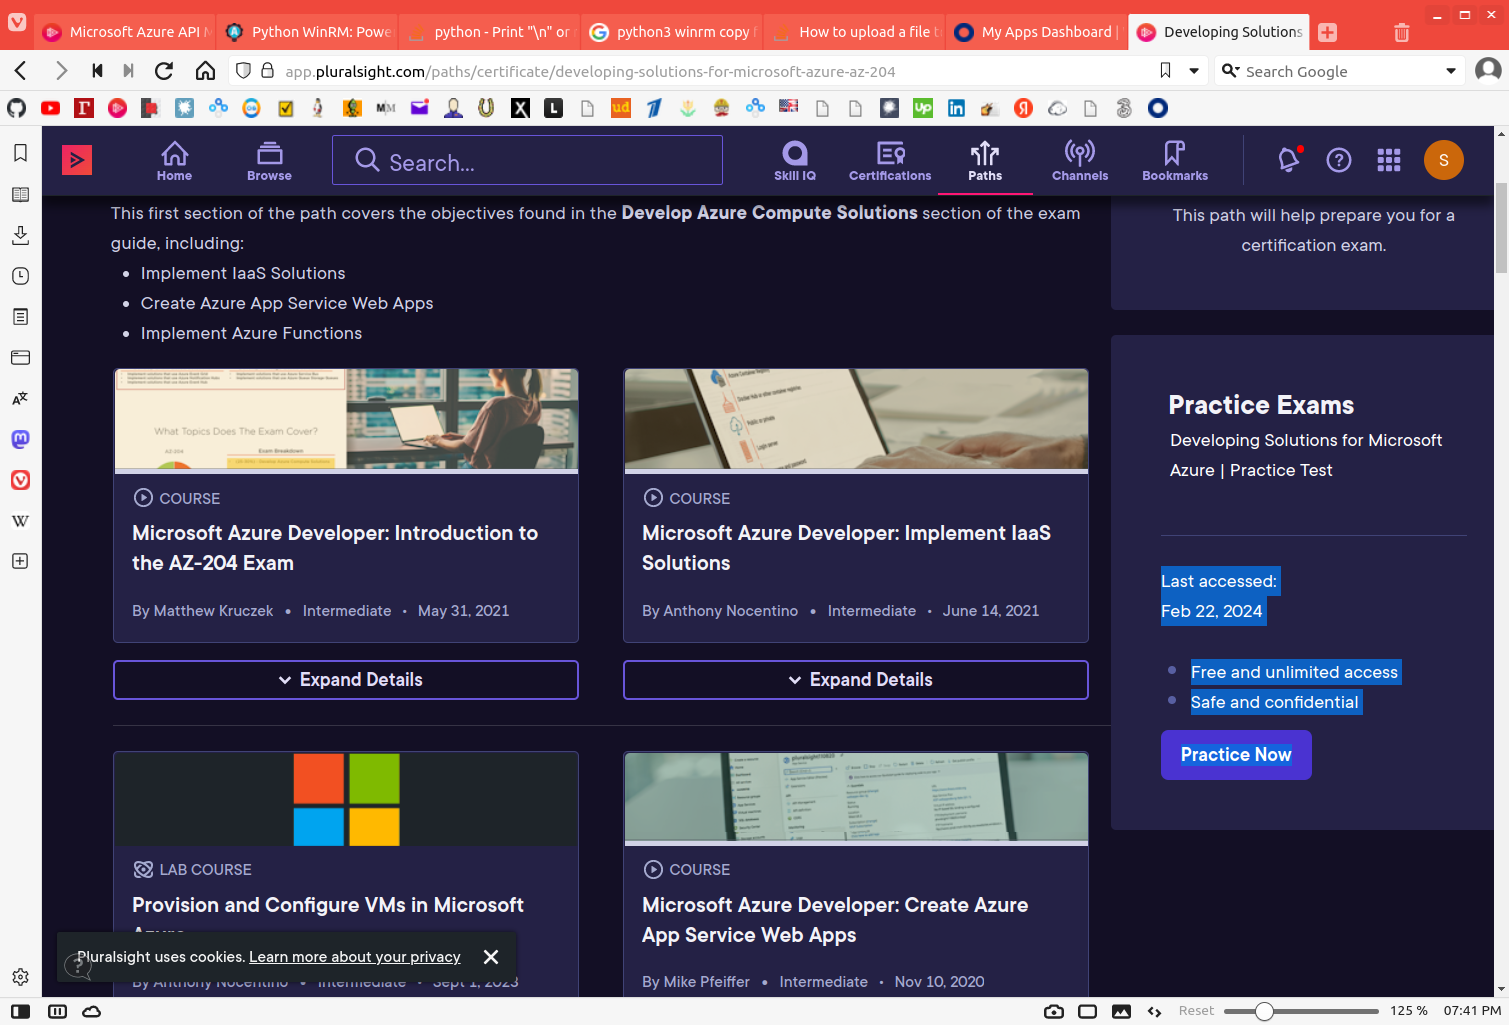 Microsoft Azure API M
Python WinRM: Powe
python - Print "\n" or
python3 winrm copy f
How to upload a file t
My Apps Dashboard |
Developing Solutions
app.pluralsight.com/paths/certificate/developing-solutions-for-microsoft-azure-az-204
Search Google
Home
Browse
Search...
Skill IQ
Certifications
Paths
Channels
Bookmarks
S
This first section of the path covers the objectives found in the Develop Azure Compute Solutions section of the exam
guide, including:
Implement IaaS Solutions
Create Azure App Service Web Apps
Implement Azure Functions
This path will help prepare you for a
certification exam.
What Topics Does The Exam Cover?
AZ-204
Exam Breakdown
Public or private
Login server
COURSE
Microsoft Azure Developer: Introduction to
the AZ-204 Exam
By Matthew Kruczek • Intermediate • May 31, 2021
Expand Details
COURSE
Microsoft Azure Developer: Implement IaaS
Solutions
By Anthony Nocentino • Intermediate • June 14, 2021
Expand Details
Practice Exams
Developing Solutions for Microsoft
Azure | Practice Test
Last accessed:
Feb 22, 2024
Free and unlimited access
Safe and confidential
Practice Now
LAB COURSE
Provision and Configure VMs in Microsoft
Azure
By Anthony Nocentino • Intermediate • Sept 1, 2023
COURSE
Microsoft Azure Developer: Create Azure
App Service Web Apps
By Mike Pfeiffer • Intermediate • Nov 10, 2020
Pluralsight uses cookies. Learn more about your privacy
Reset
125 %
07:41 PM